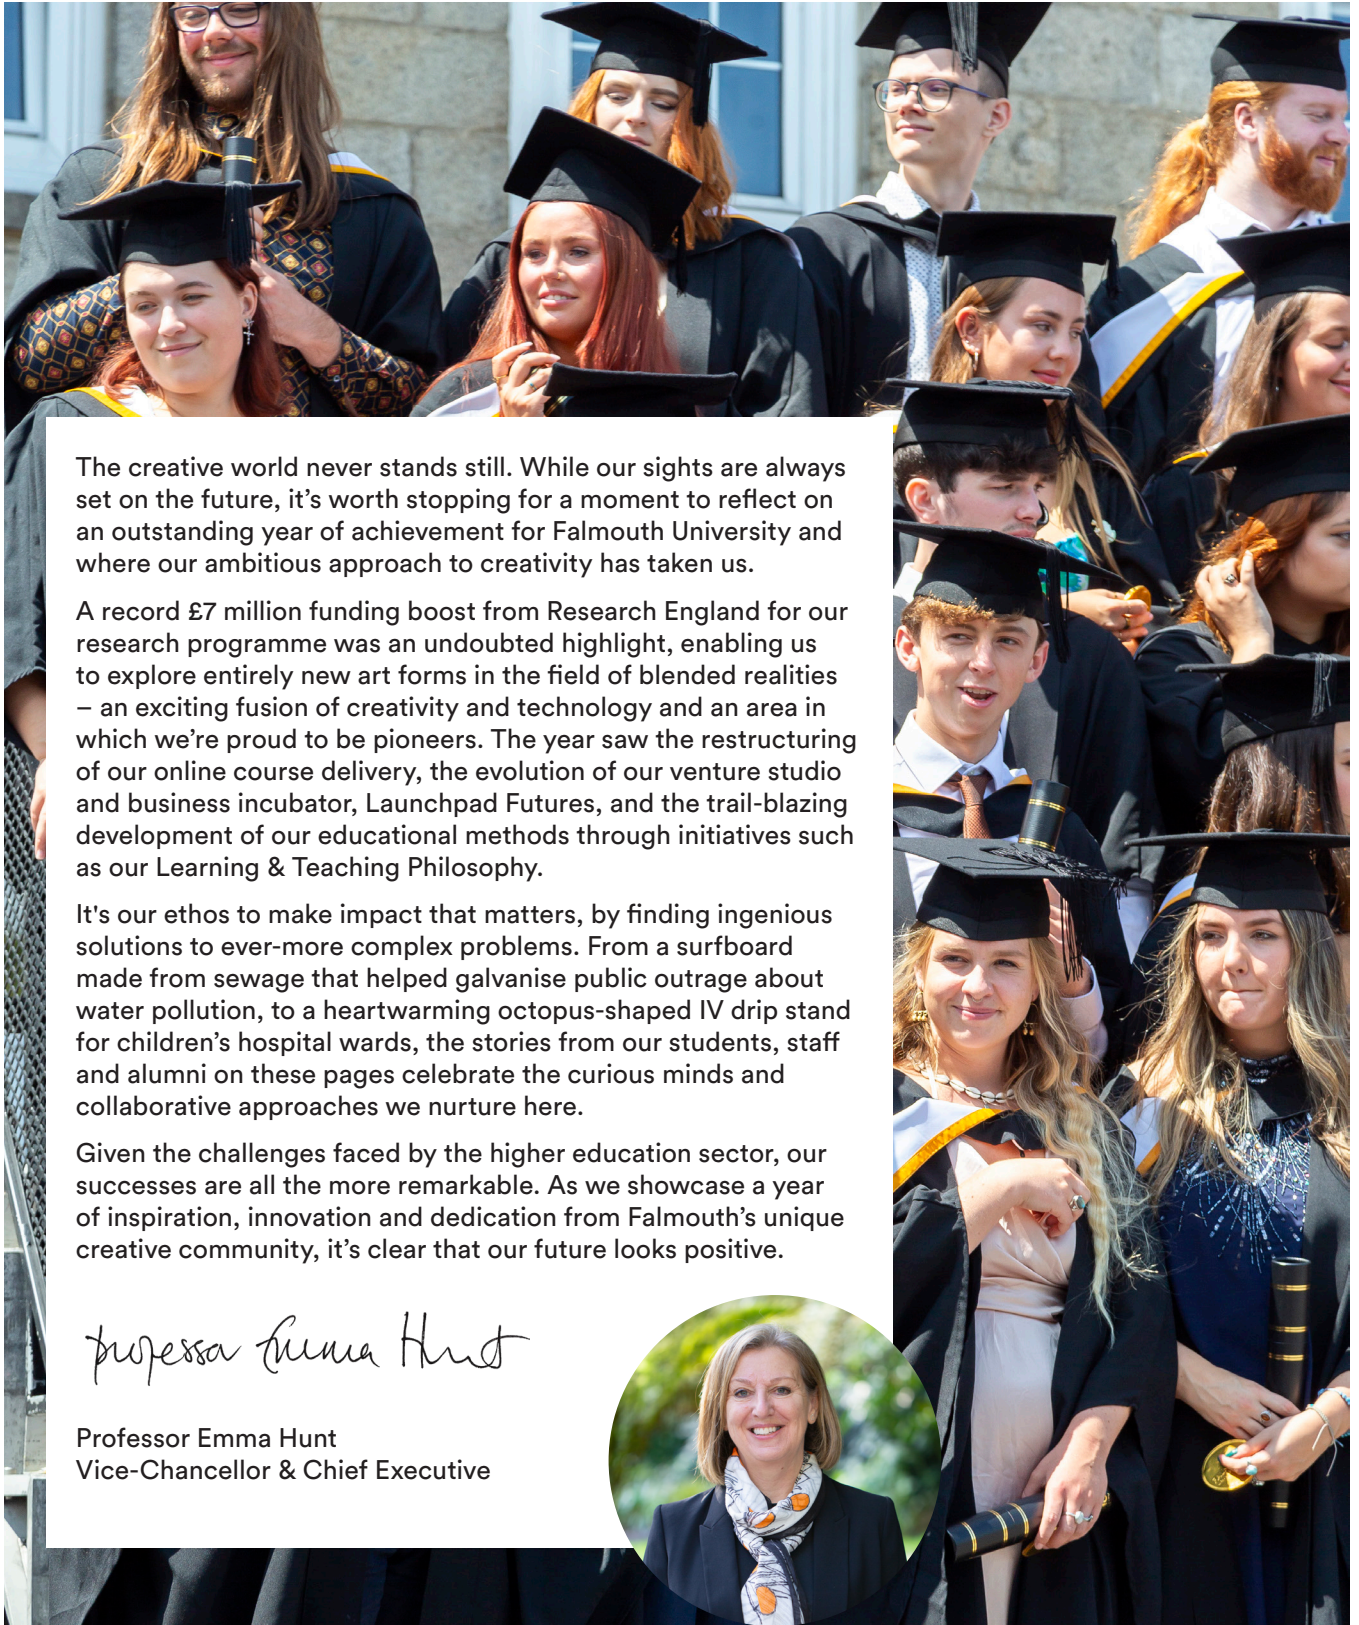 The creative world never stands still. While our sights are always
set on the future, it’s worth stopping for a moment to reflect on
an outstanding year of achievement for Falmouth University and
where our ambitious approach to creativity has taken us.
A record £7 million funding boost from Research England for our
research programme was an undoubted highlight, enabling us
to explore entirely new art forms in the field of blended realities
– an exciting fusion of creativity and technology and an area in
which we’re proud to be pioneers. The year saw the restructuring
of our online course delivery, the evolution of our venture studio
and business incubator, Launchpad Futures, and the trail-blazing
development of our educational methods through initiatives such
as our Learning & Teaching Philosophy.
It's our ethos to make impact that matters, by finding ingenious
solutions to ever-more complex problems. From a surfboard
made from sewage that helped galvanise public outrage about
water pollution, to a heartwarming octopus-shaped IV drip stand
for children’s hospital wards, the stories from our students, staff
and alumni on these pages celebrate the curious minds and
collaborative approaches we nurture here.
Given the challenges faced by the higher education sector, our
successes are all the more remarkable. As we showcase a year
of inspiration, innovation and dedication from Falmouth’s unique
creative community, it’s clear that our future looks positive.
Professor Emma Hunt
Professor Emma Hunt
Vice-Chancellor & Chief Executive